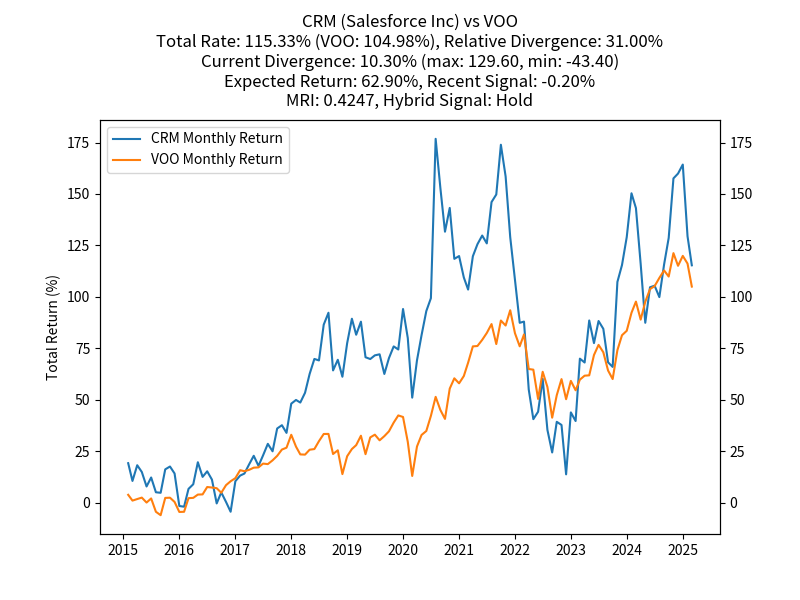 CRM (Salesforce Inc) vs VOO
Total Rate: 115.33% (VOO: 104.98%), Relative Divergence: 31.00%
Current Divergence: 10.30% (max: 129.60, min: -43.40)
Expected Return: 62.90%, Recent Signal: -0.20%
MRI: 0.4247, Hybrid Signal: Hold
CRM Monthly Return
VOO Monthly Return
Total Return (%)
175
150
125
100
75
50
25
0
175
150
125
100
75
50
25
0
2015 2016 2017 2018 2019 2020 2021 2022 2023 2024 2025